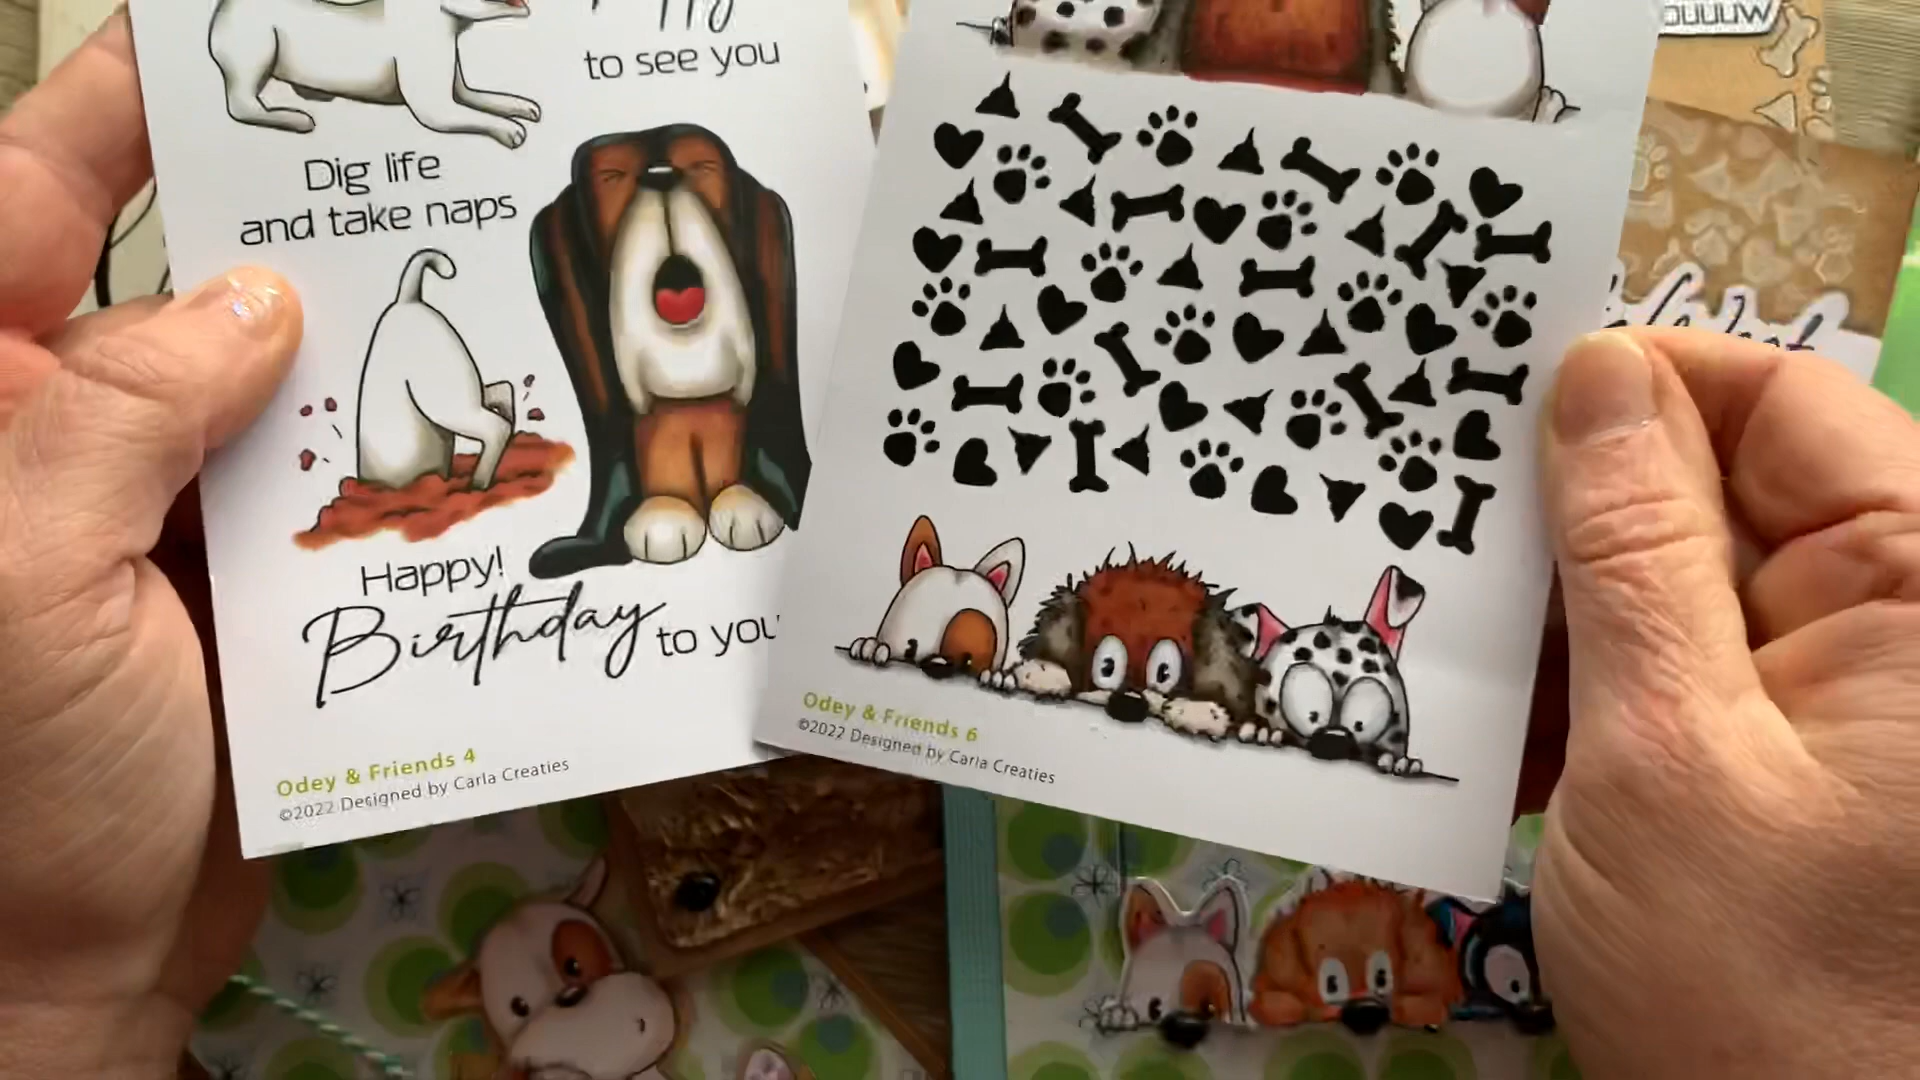 to see you
Dig life
and take naps
Happy!
Birthday to you
Odey & Friends 4
©2022 Designed by Carla Creaties
Odey & Friends 6
©2022 Designed by Carla Creaties